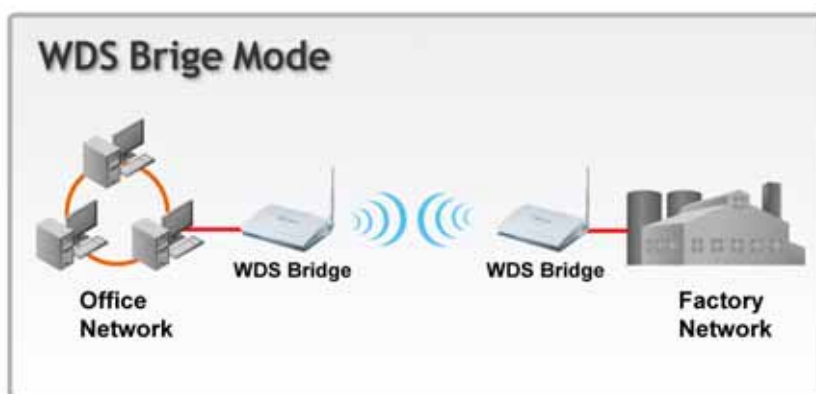 WDS Brige Mode
WDS Bridge
WDS Bridge
Office
Network
Factory
Network